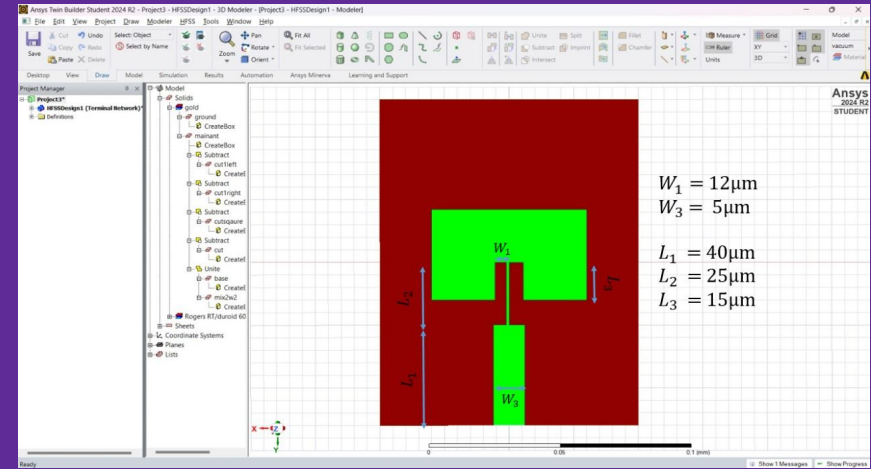 Ansys Twin Builder Student 2024 R2 - Project3 - HFSSDesign1 - 3D Modeler - [Project3 - HFSSDesign1 - Modeler]
File Edit View Project Draw Modeler HFSS Tools Window Help
Save
Cut
Copy
Paste
Undo
Redo
Delete
Select: Object
Select by Name
Zoom
Pan
Rotate
Orient
Fit All
Fit Selected
Unite
Subtract
Intersect
Split
Imprint
Fillet
Chamfer
Measure
Ruler
Units
Grid
XY
3D
Model
vacuum
Material
Desktop View Draw Model Simulation Results Automation Ansys Minerva Learning and Support
Project Manager
Project3*
HFSSDesign1 (Terminal Network)*
Definitions
Model
Solids
gold
ground
CreateBox
mainant
CreateBox
Subtract
cut1left
CreateE
Subtract
cut1right
CreateE
Subtract
cutsqaure
CreateE
Subtract
cut
CreateE
Unite
base
CreateE
mix2w2
CreateE
Rogers RT/duroid 60
Sheets
Coordinate Systems
Planes
Lists
Ansys
2024 R2
STUDENT
W₁
L₂
L₃
L₁
W₃
W₁ = 12μm
W₃ = 5μm
L₁ = 40μm
L₂ = 25μm
L₃ = 15μm
X
Z
Y
0 0.05 0.1 (mm)
Ready
Show 1 Messages
Show Progress